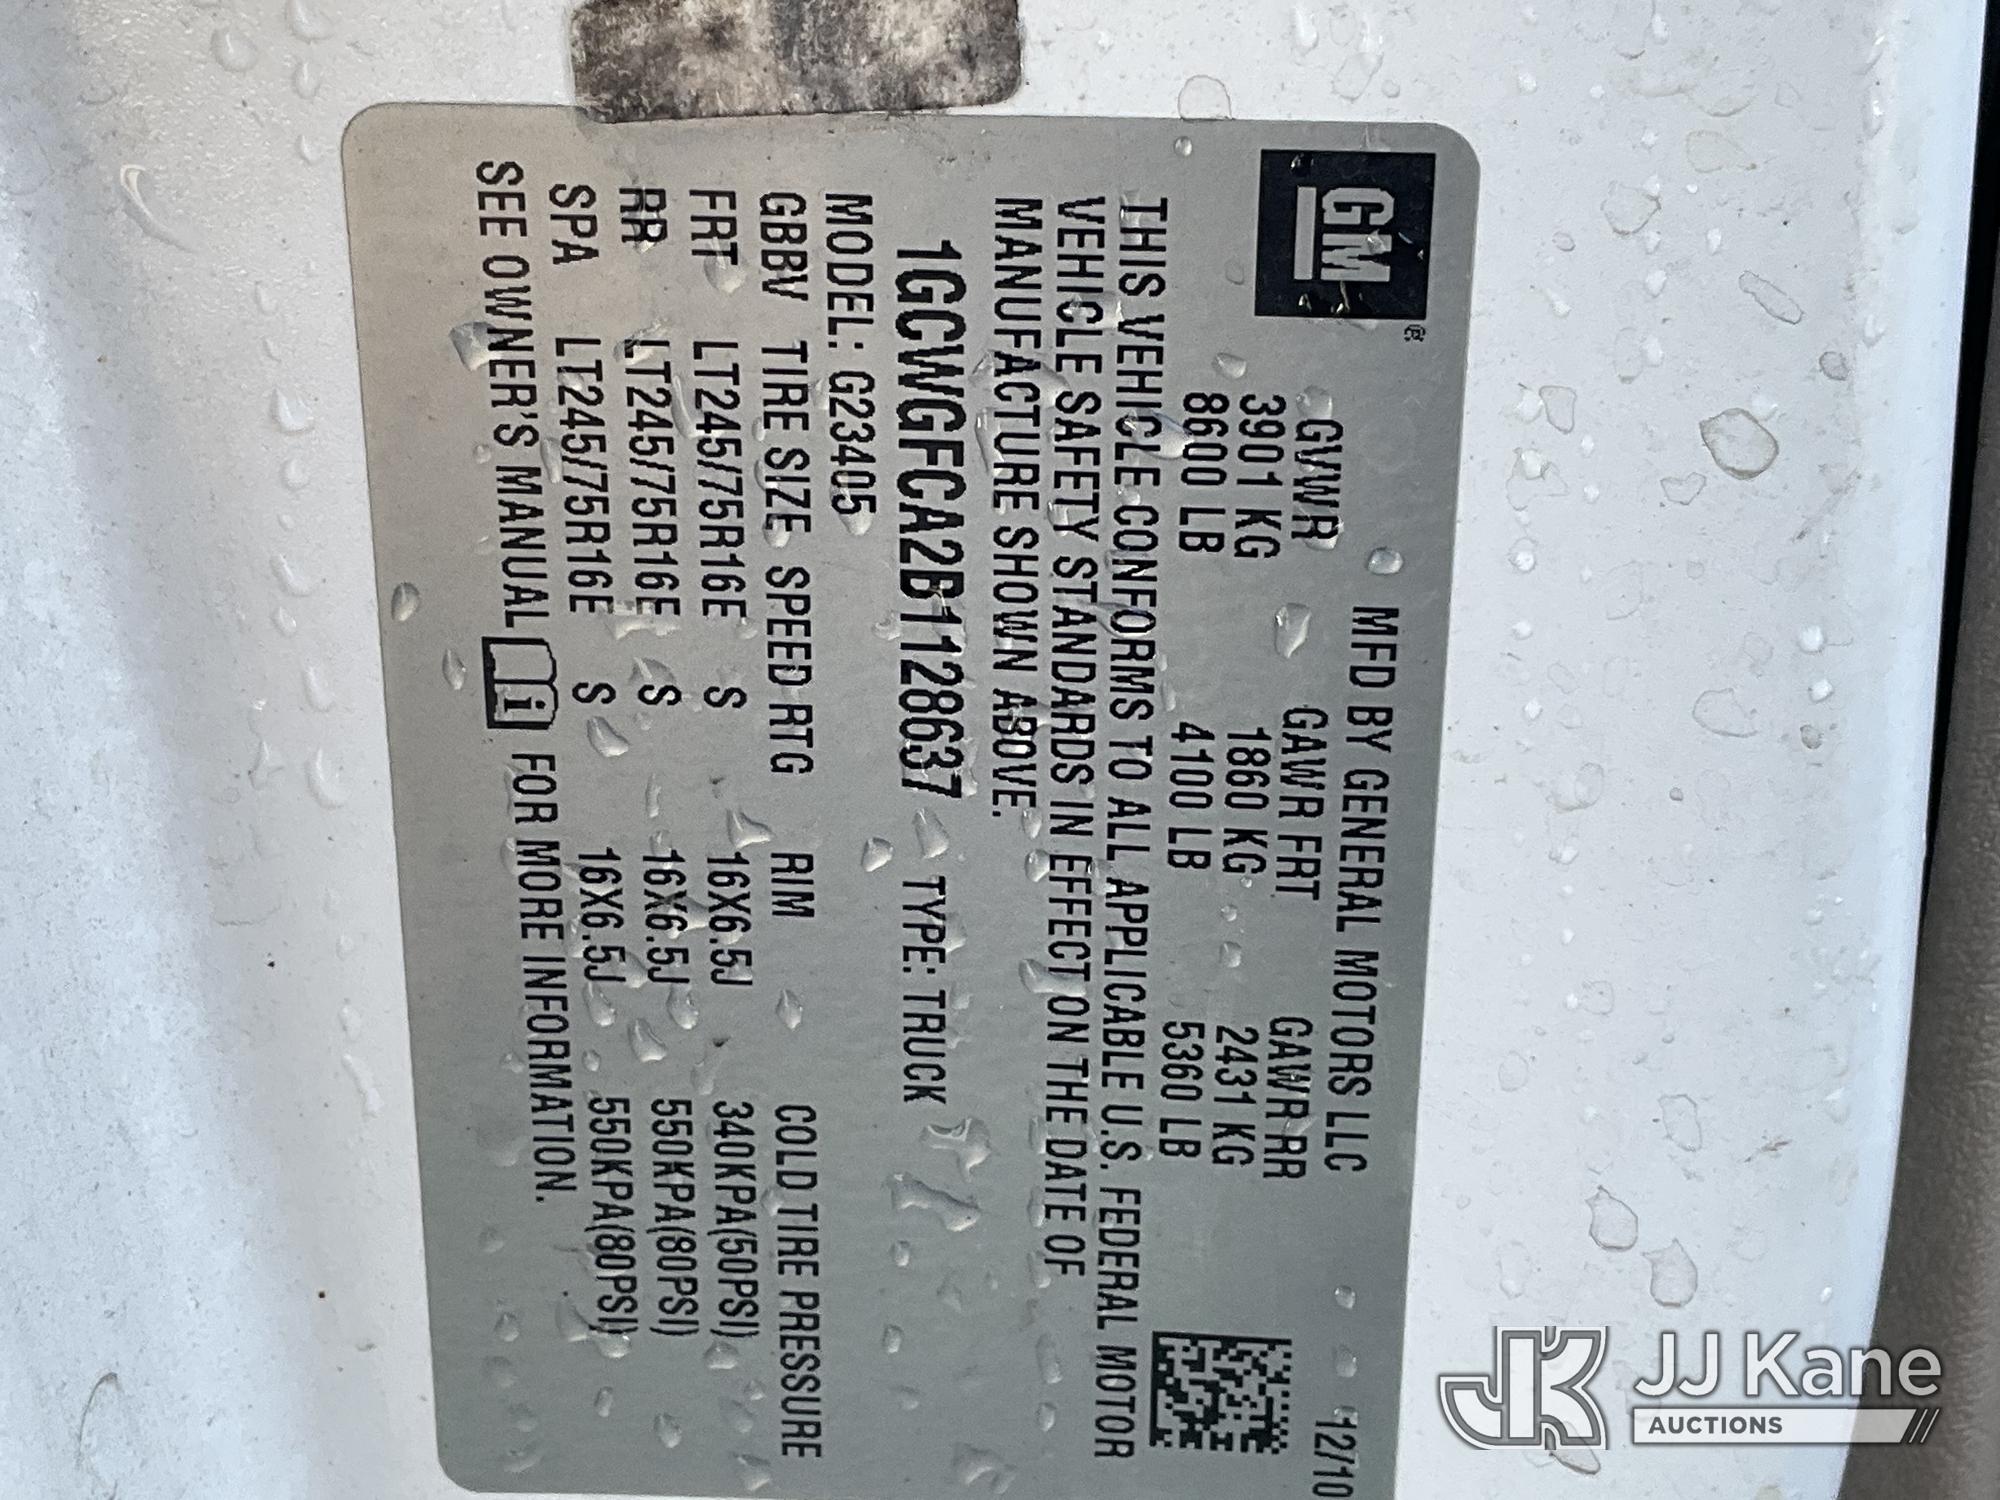 GM®
MFD BY GENERAL MOTORS LLC 12/10
GVWR GAWR FRT GAWR RR
3901 KG 1860 KG 2431 KG
8600 LB 4100 LB 5360 LB
THIS VEHICLE CONFORMS TO ALL APPLICABLE U.S. FEDERAL MOTOR
VEHICLE SAFETY STANDARDS IN EFFECT ON THE DATE OF
MANUFACTURE SHOWN ABOVE.
1GCWGFCA2B1128637 TYPE: TRUCK
MODEL: G23405
GBBV TIRE SIZE SPEED RTG RIM COLD TIRE PRESSURE
FRT LT245/75R16E S 16X6.5J 340KPA(50PSI)
RR LT245/75R16E S 16X6.5J 550KPA(80PSI)
SPA LT245/75R16E S 16X6.5J 550KPA(80PSI)
SEE OWNER'S MANUAL i FOR MORE INFORMATION.
JK JJ Kane
AUCTIONS